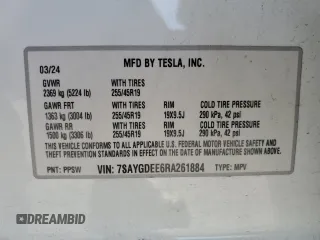 MFD BY TESLA, INC.
03/24
GVWR WITH TIRES
2369 kg (5224 lb) 255/45R19
GAWR FRT WITH TIRES RIM COLD TIRE PRESSURE
1363 kg (3004 lb) 255/45R19 19X9.5J 290 kPa, 42 psi
GAWR RR WITH TIRES RIM COLD TIRE PRESSURE
1500 kg (3306 lb) 255/45R19 19X9.5J 290 kPa, 42 psi
THIS VEHICLE CONFORMS TO ALL APPLICABLE
FEDERAL MOTOR VEHICLE SAFETY AND THEFT
PREVENTION STANDARDS IN EFFECT ON THE DATE
OF MANUFACTURE SHOWN ABOVE.
PNT: PPSW VIN: 7SAYGDEE6RA261884 TYPE: MPV
DREAMBID